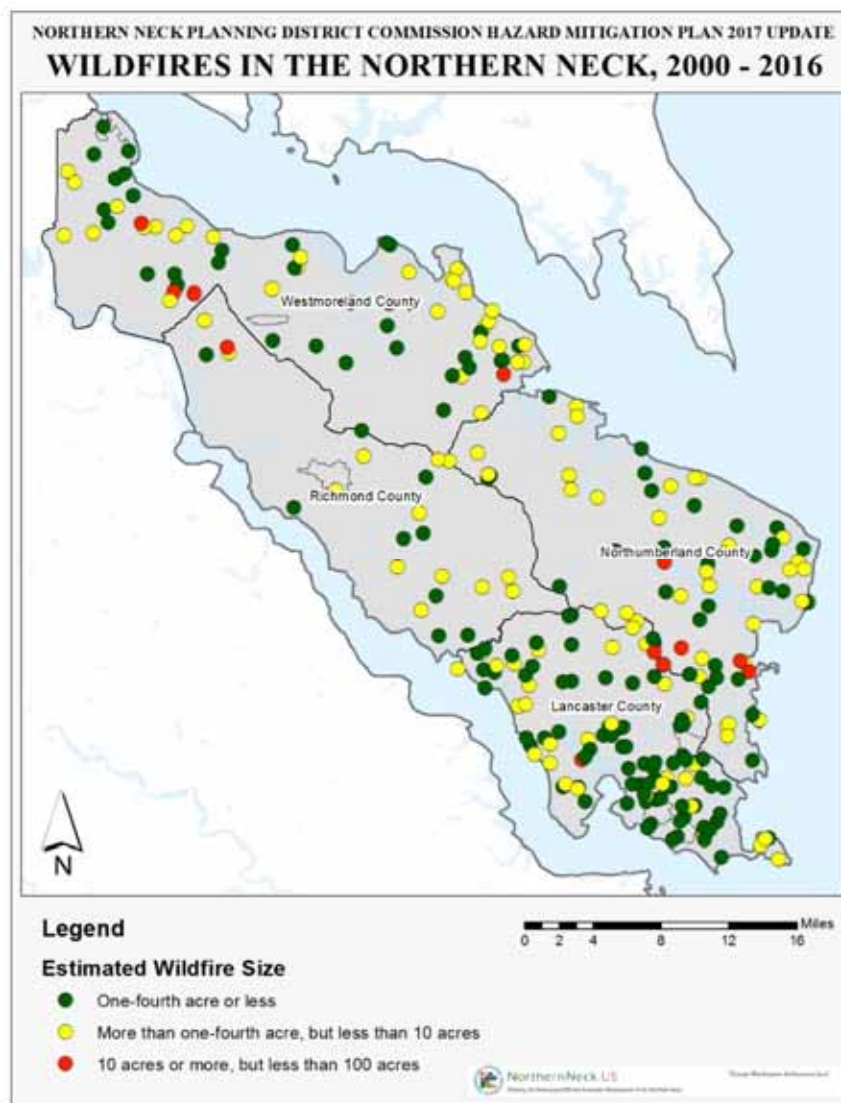 NORTHERN NECK PLANNING DISTRICT COMMISSION HAZARD MITIGATION PLAN 2017 UPDATE
WILDFIRES IN THE NORTHERN NECK, 2000 - 2016
Westmoreland County
Richmond County
Northumberland County
Lancaster County
N
Legend
Miles
0 2 4 8 12 16
Estimated Wildfire Size
One-fourth acre or less
More than one-fourth acre, but less than 10 acres
10 acres or more, but less than 100 acres
NorthernNeck.US